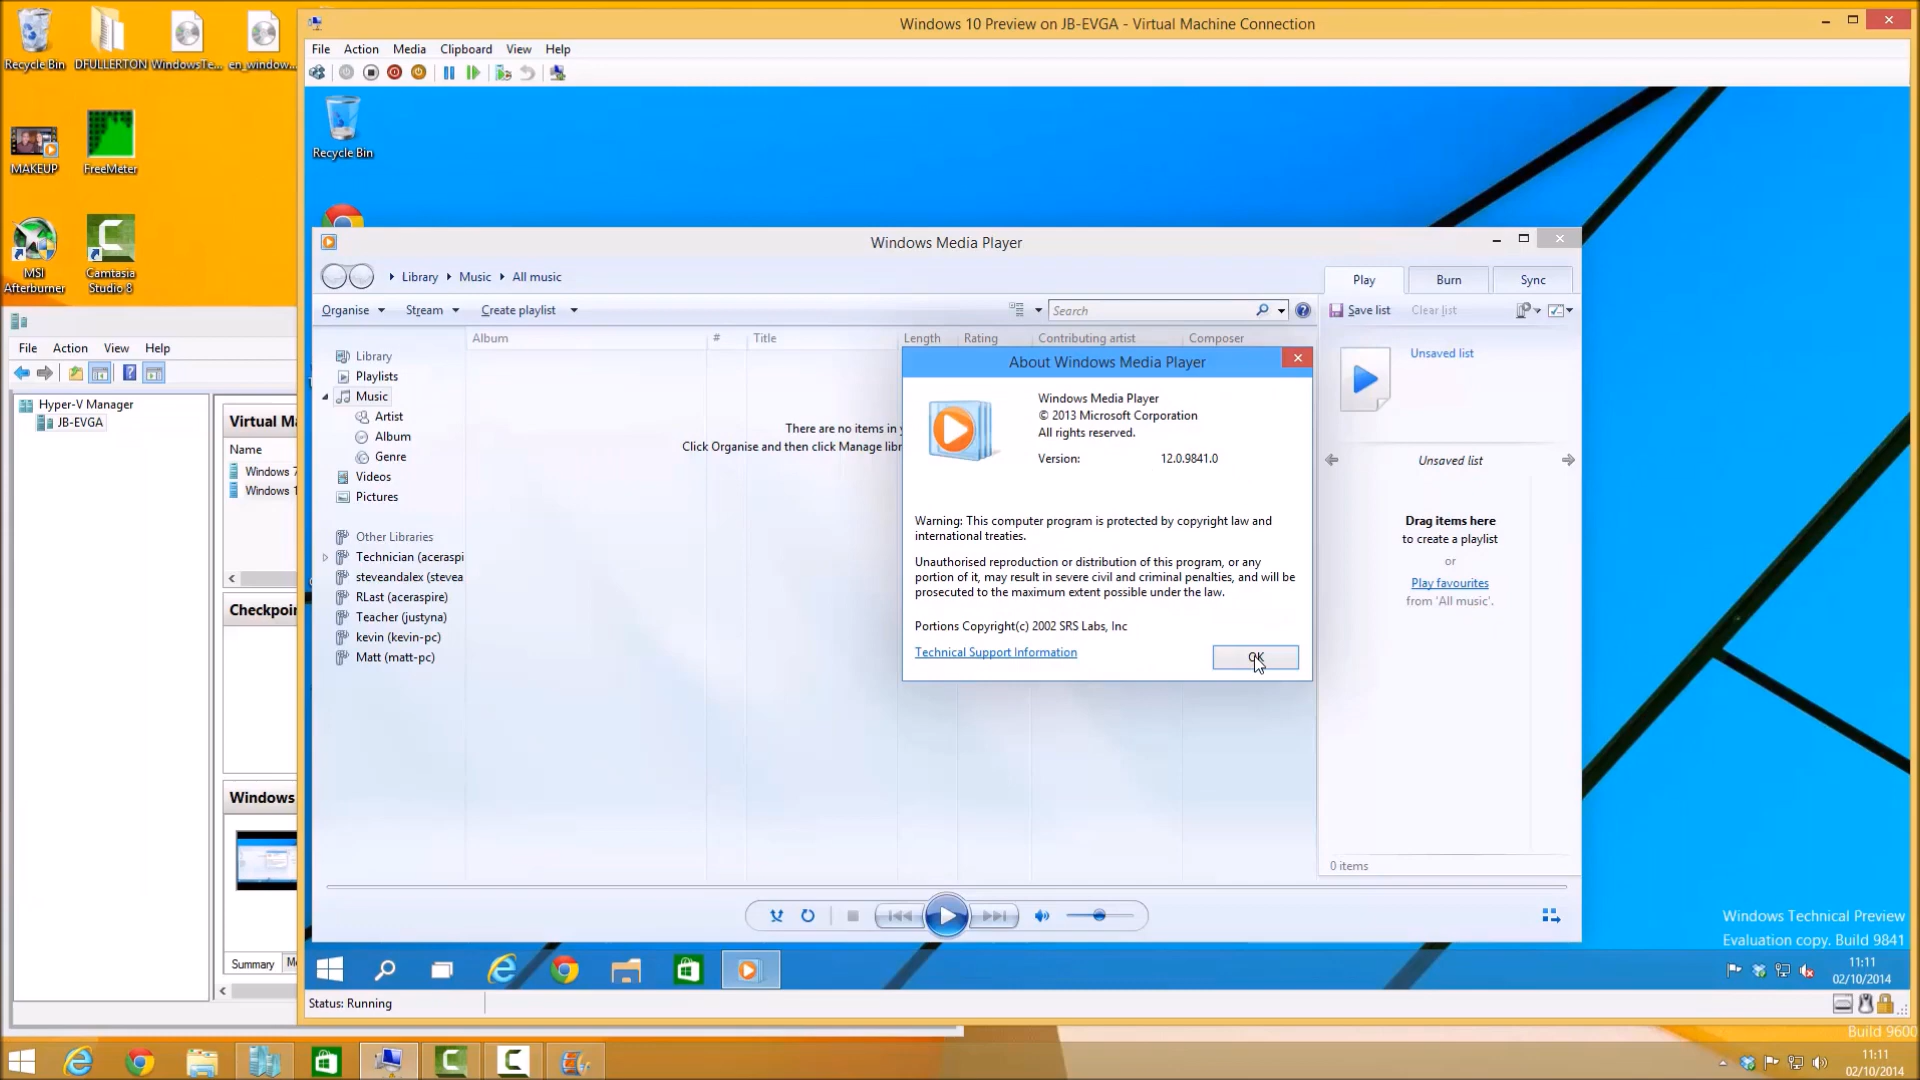 Recycle Bin
DFULLERTON
WindowsTe...
en_window...
MAKEUP
FreeMeter
MSI
Afterburner
Camtasia
Studio 8
Windows 10 Preview on JB-EVGA - Virtual Machine Connection
File Action Media Clipboard View Help
Recycle Bin
File Action View Help
Hyper-V Manager
JB-EVGA
Name
Windows 7
Windows 1
Windows
Summary
Windows Media Player
Library Music All music
Play Burn Sync
Organise Stream Create playlist
Search
Save list Clear list
Album # Title Length Rating Contributing artist Composer
Library
Playlists
Music
Artist
Album
Genre
Videos
Pictures
Other Libraries
Technician (aceraspi
steveandalex (stevea
RLast (aceraspire)
Teacher (justyna)
kevin (kevin-pc)
Matt (matt-pc)
There are no items in
Click Organise and then click Manage
About Windows Media Player
Windows Media Player
© 2013 Microsoft Corporation
All rights reserved.
Version: 12.0.9841.0
Warning: This computer program is protected by copyright law and
international treaties.
Unauthorised reproduction or distribution of this program, or any
portion of it, may result in severe civil and criminal penalties, and will be
prosecuted to the maximum extent possible under the law.
Portions Copyright(c) 2002 SRS Labs, Inc
Technical Support Information
OK
Unsaved list
Unsaved list
Drag items here
to create a playlist
or
Play favourites
from 'All music'.
0 items
Windows Technical Preview
Evaluation copy. Build 9841
11:11
02/10/2014
Status: Running
Build 9600
11:11
02/10/2014